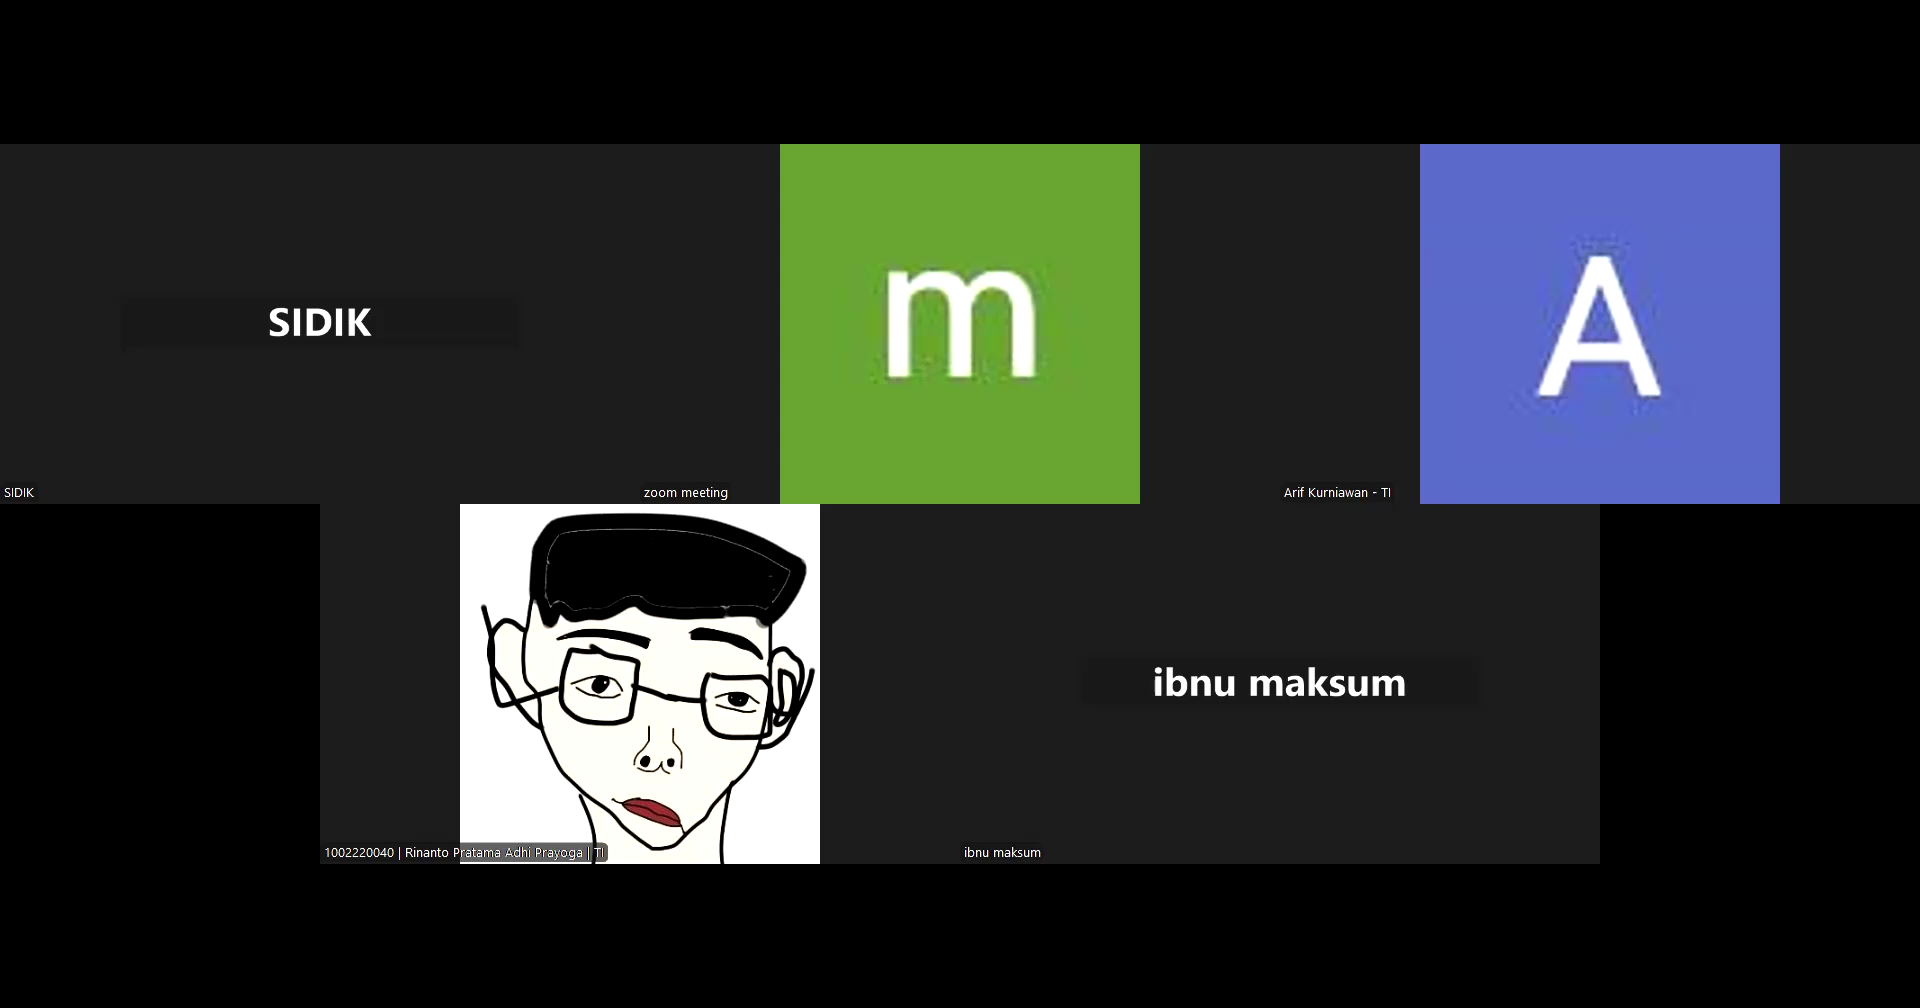 SIDIK
SIDIK
m
zoom meeting
A
Arif Kurniawan - TI
1002220040 | Rinanto Pratama Adhi Prayoga | TI
ibnu maksum
ibnu maksum